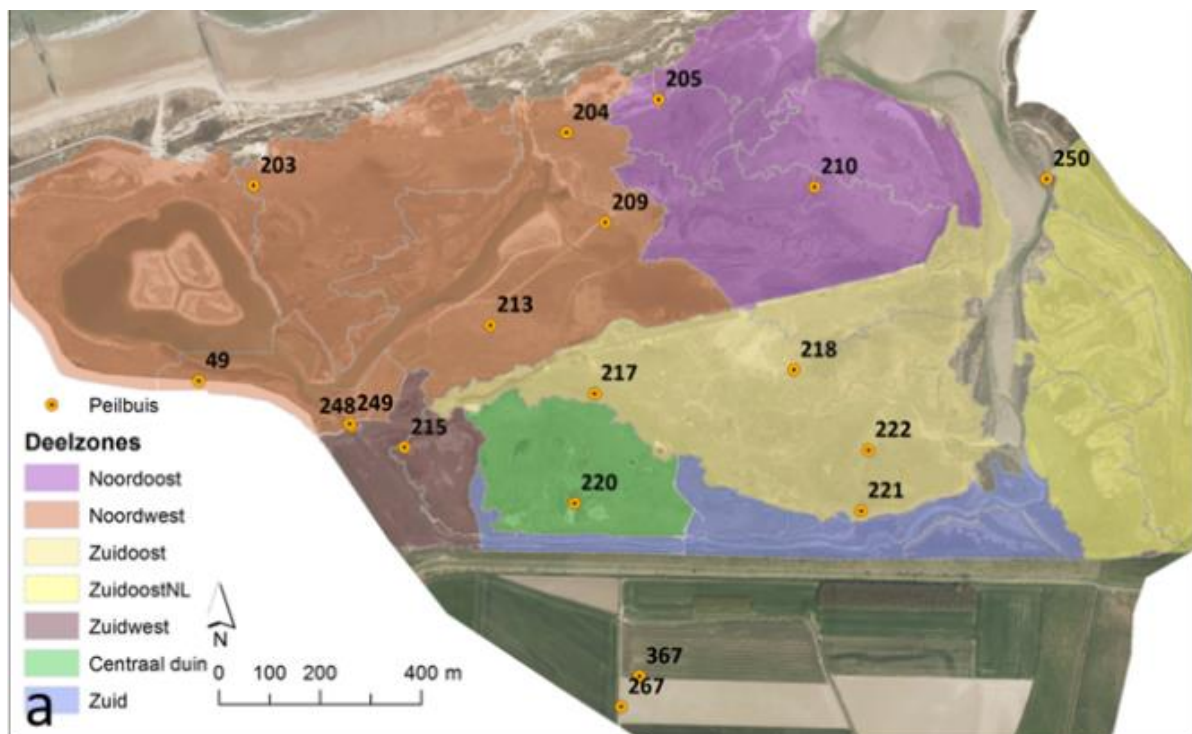 205
204
203
210
250
209
213
49
218
217
248 249
215
222
220
221
367
267
Peilbuis
Deelzones
Noordoost
Noordwest
Zuidoost
ZuidoostNL
Zuidwest
Centraal duin
Zuid
N
0 100 200 400 m
a